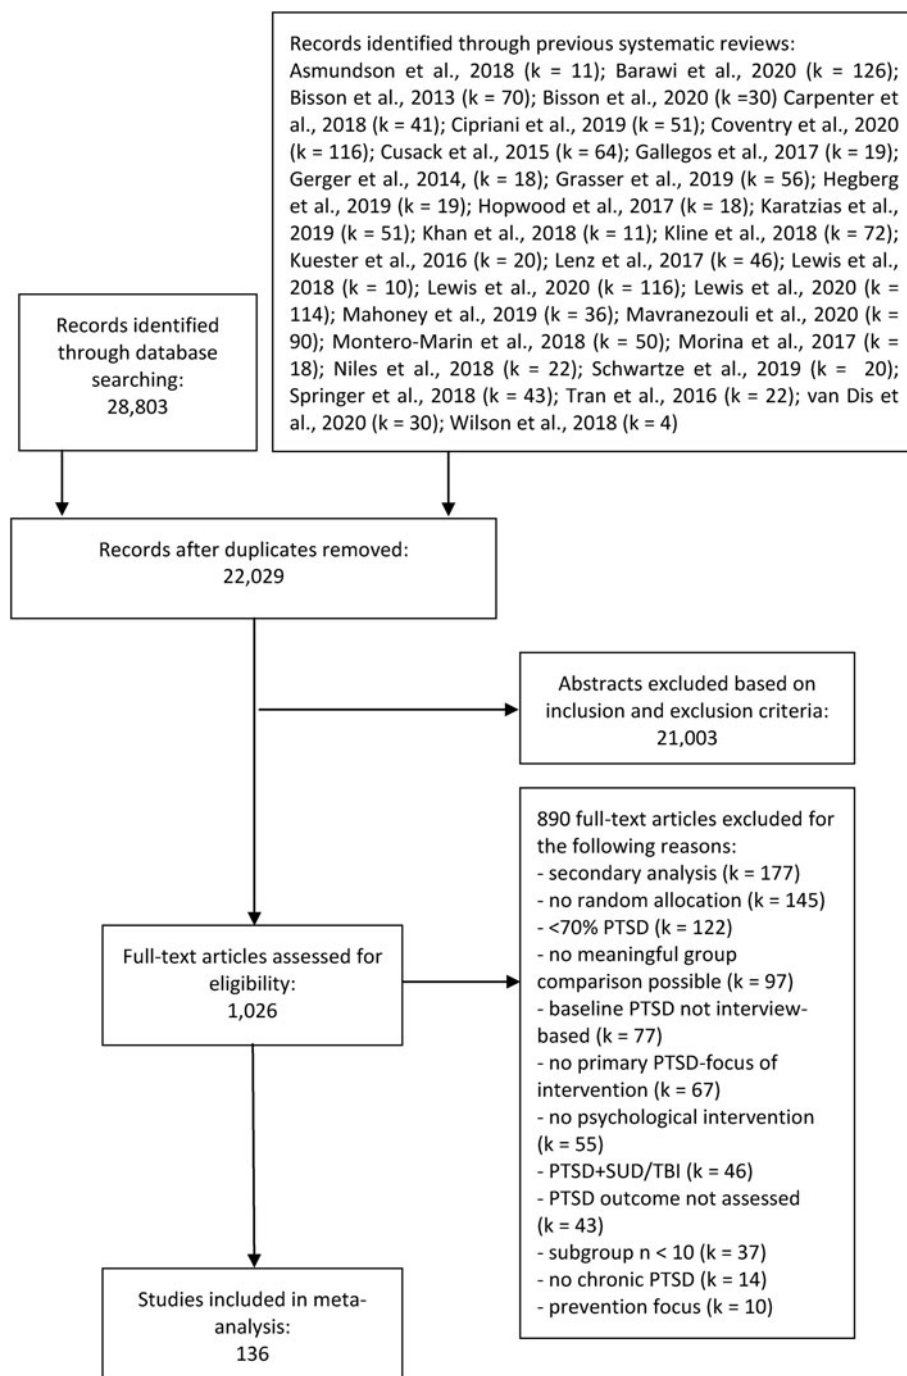 Records identified through previous systematic reviews:
Asmundson et al., 2018 (k = 11); Barawi et al., 2020 (k = 126);
Bisson et al., 2013 (k = 70); Bisson et al., 2020 (k =30) Carpenter
et al., 2018 (k = 41); Cipriani et al., 2019 (k = 51); Coventry et al., 2020
(k = 116); Cusack et al., 2015 (k = 64); Gallegos et al., 2017 (k = 19);
Gerger et al., 2014, (k = 18); Grasser et al., 2019 (k = 56); Hegberg
et al., 2019 (k = 19); Hopwood et al., 2017 (k = 18); Karatzias et al.,
2019 (k = 51); Khan et al., 2018 (k = 11); Kline et al., 2018 (k = 72);
Kuester et al., 2016 (k = 20); Lenz et al., 2017 (k = 46); Lewis et al.,
2018 (k = 10); Lewis et al., 2020 (k = 116); Lewis et al., 2020 (k =
114); Mahoney et al., 2019 (k = 36); Mavranezouli et al., 2020 (k =
90); Montero-Marin et al., 2018 (k = 50); Morina et al., 2017 (k =
18); Niles et al., 2018 (k = 22); Schwartze et al., 2019 (k = 20);
Springer et al., 2018 (k = 43); Tran et al., 2016 (k = 22); van Dis et
al., 2020 (k = 30); Wilson et al., 2018 (k = 4)
Records identified
through database
searching:
28,803
Records after duplicates removed:
22,029
Abstracts excluded based on
inclusion and exclusion criteria:
21,003
890 full-text articles excluded for
the following reasons:
- secondary analysis (k = 177)
- no random allocation (k = 145)
- <70% PTSD (k = 122)
- no meaningful group
comparison possible (k = 97)
- baseline PTSD not interview-
based (k = 77)
- no primary PTSD-focus of
intervention (k = 67)
- no psychological intervention
(k = 55)
- PTSD+SUD/TBI (k = 46)
- PTSD outcome not assessed
(k = 43)
- subgroup n < 10 (k = 37)
- no chronic PTSD (k = 14)
- prevention focus (k = 10)
Full-text articles assessed for
eligibility:
1,026
Studies included in meta-
analysis:
136